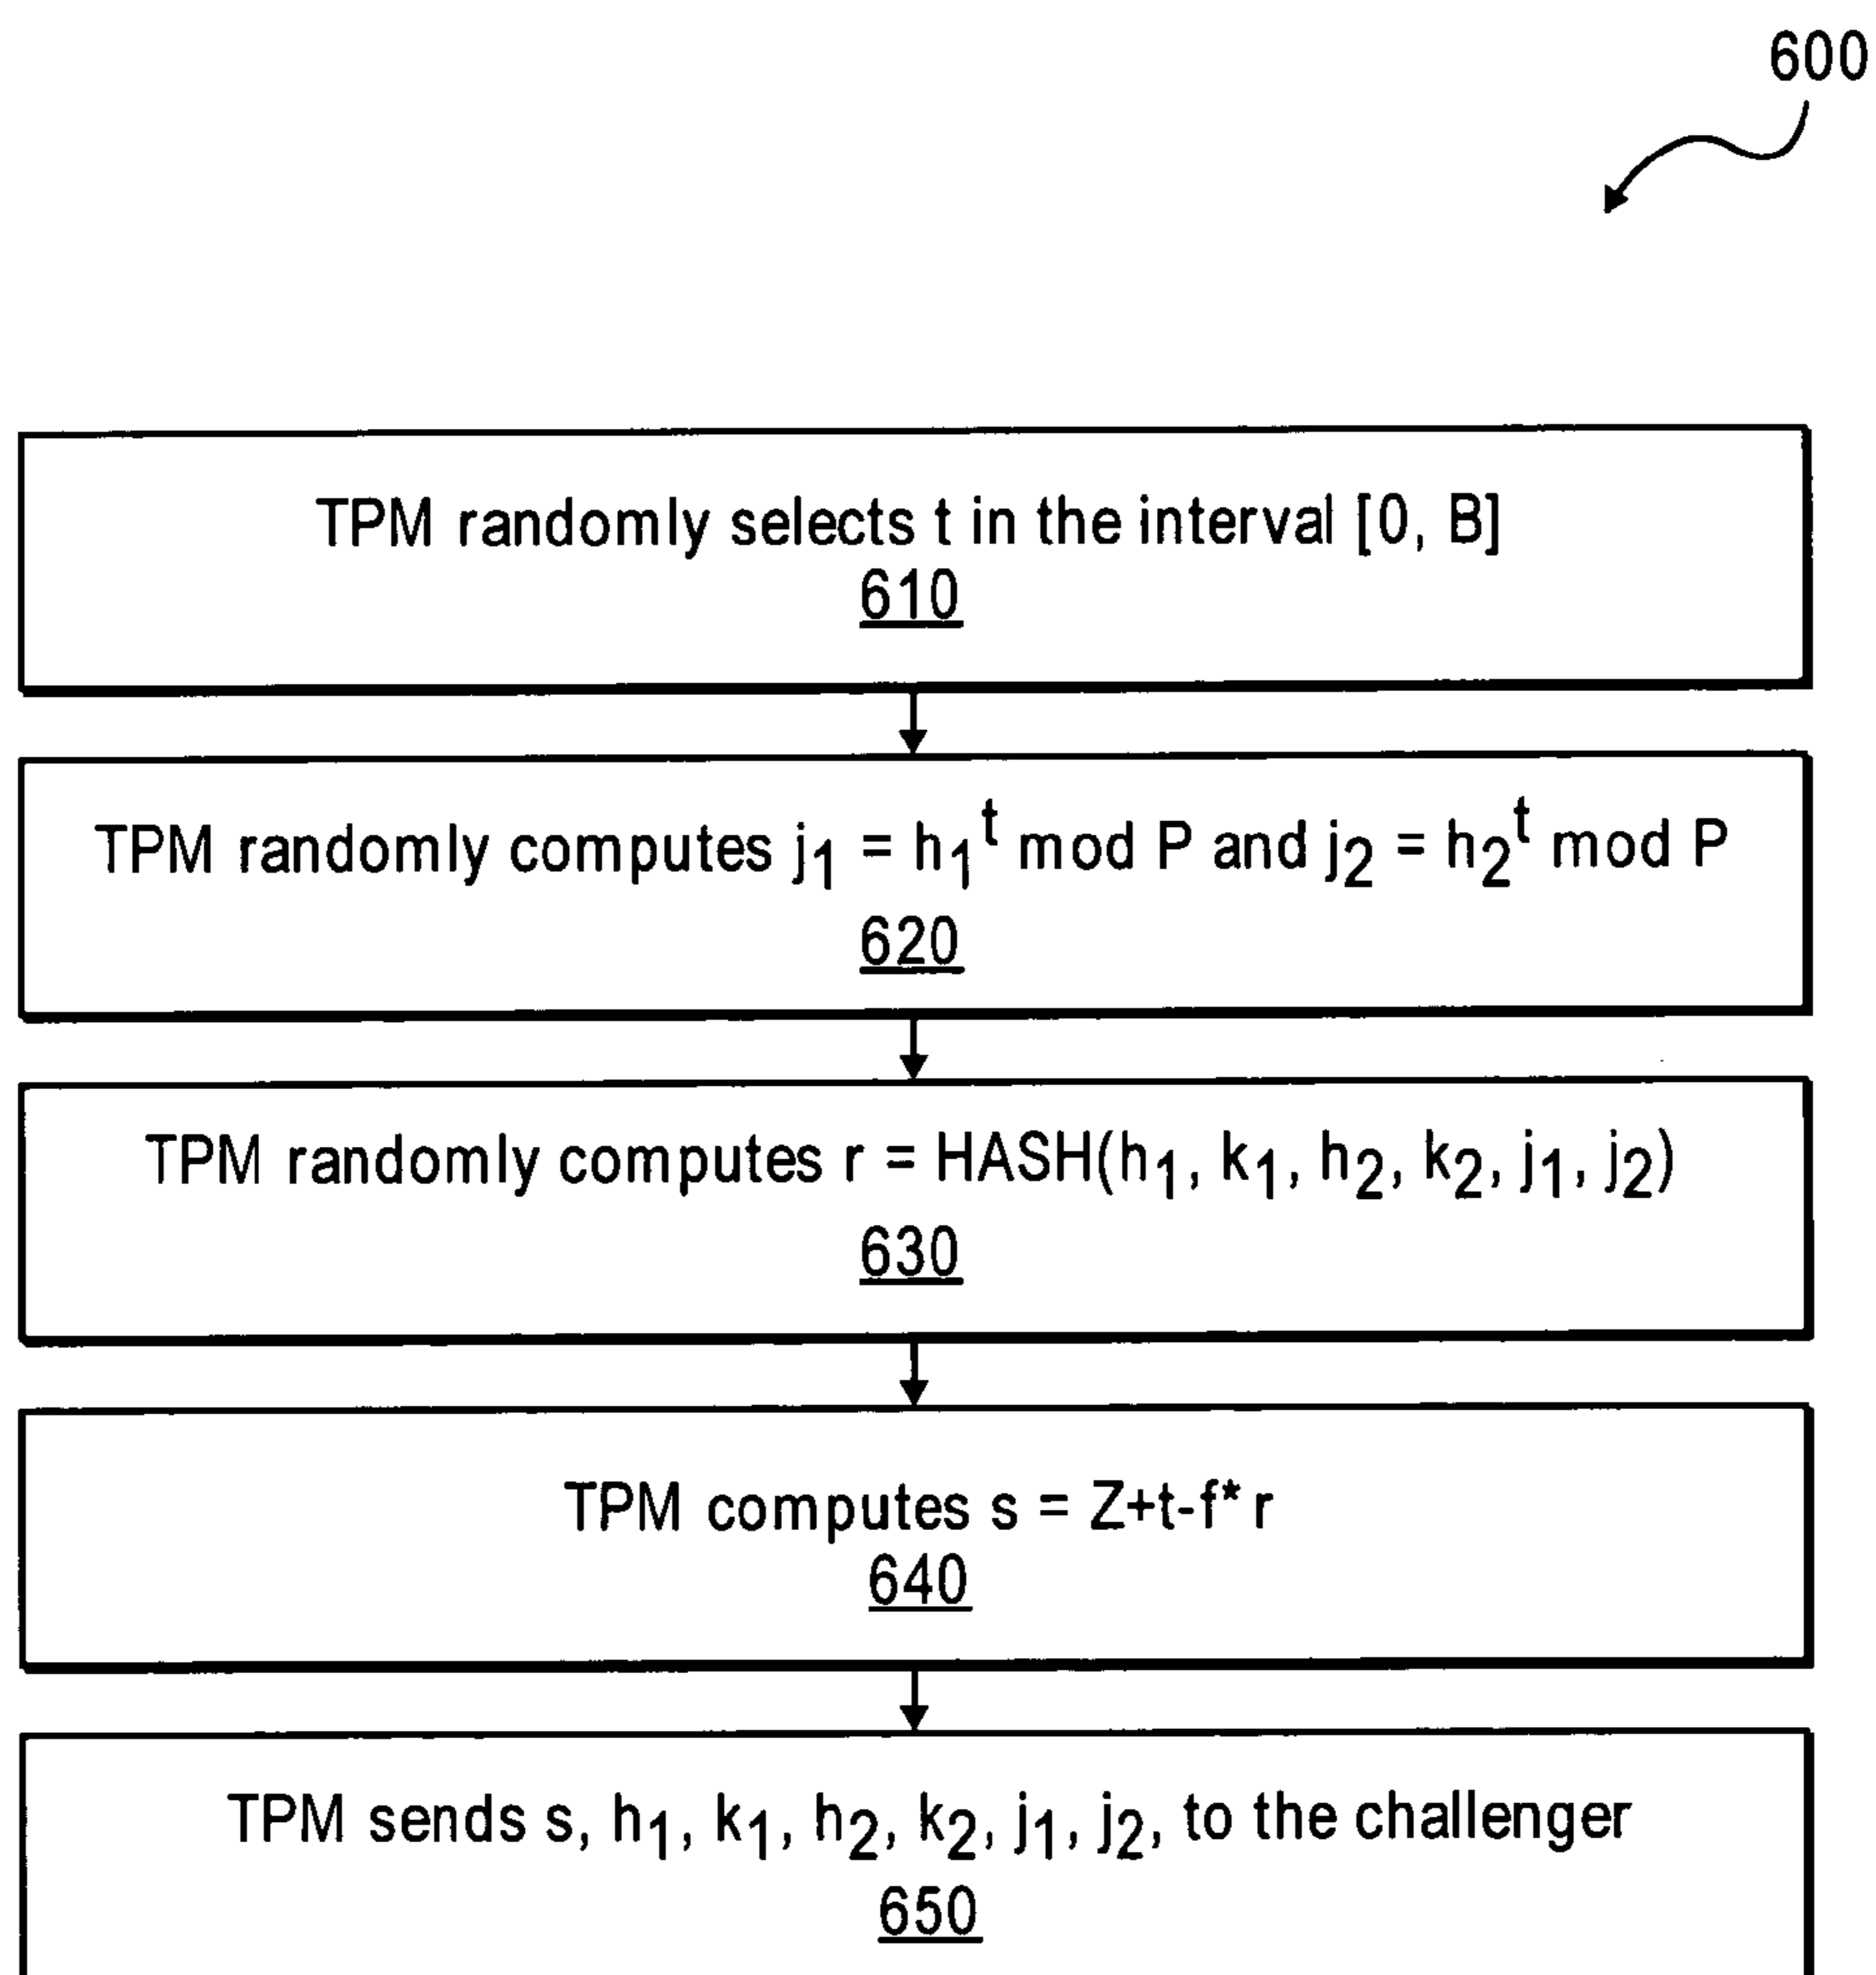 600
TPM randomly selects t in the interval [0, B]
610
TPM randomly computes j₁ = h₁ᵗ mod P and j₂ = h₂ᵗ mod P
620
TPM randomly computes r = HASH(h₁, k₁, h₂, k₂, j₁, j₂)
630
TPM computes s = Z+t-f* r
640
TPM sends s, h₁, k₁, h₂, k₂, j₁, j₂, to the challenger
650